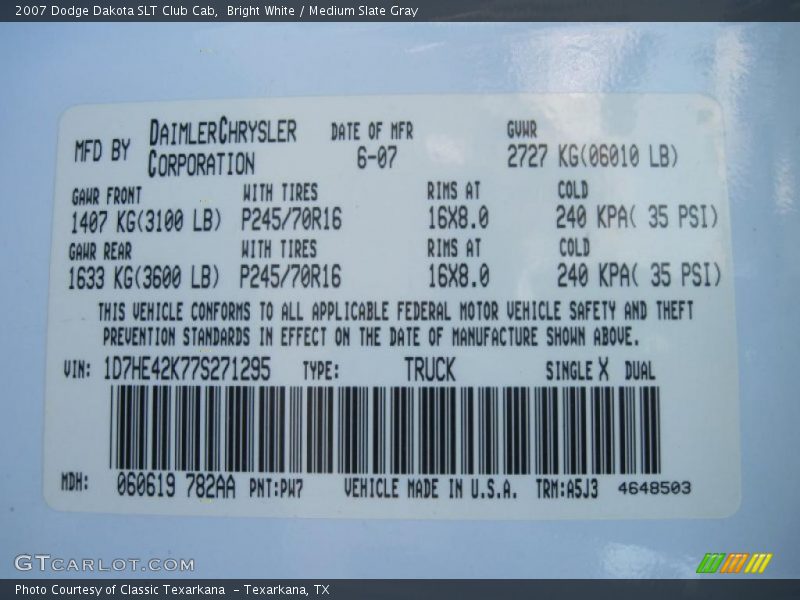 2007 Dodge Dakota SLT Club Cab, Bright White / Medium Slate Gray
MFD BY DAIMLERCHRYSLER CORPORATION DATE OF MFR 6-07 GVWR 2727 KG(06010 LB)
GAWR FRONT WITH TIRES RIMS AT COLD
1407 KG(3100 LB) P245/70R16 16X8.0 240 KPA( 35 PSI)
GAWR REAR WITH TIRES RIMS AT COLD
1633 KG(3600 LB) P245/70R16 16X8.0 240 KPA( 35 PSI)
THIS VEHICLE CONFORMS TO ALL APPLICABLE FEDERAL MOTOR VEHICLE SAFETY AND THEFT
PREVENTION STANDARDS IN EFFECT ON THE DATE OF MANUFACTURE SHOWN ABOVE.
VIN: 1D7HE42K77S271295 TYPE: TRUCK SINGLE X DUAL
MDH: 060619 782AA PNT:PW7 VEHICLE MADE IN U.S.A. TRM:A5J3 4648503
GTCARLOT.COM
Photo Courtesy of Classic Texarkana - Texarkana, TX